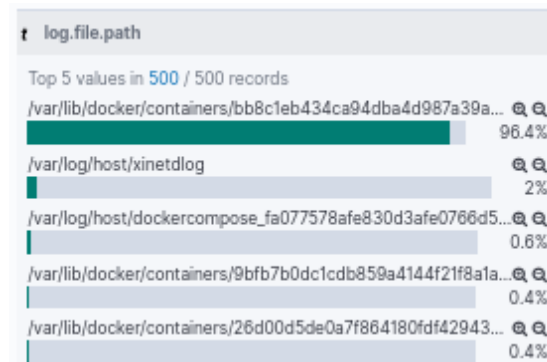 t log.file.path
Top 5 values in 500 / 500 records
/var/lib/docker/containers/bb8c1eb434ca94dba4d987a39a...
96.4%
/var/log/host/xinetdlog
2%
/var/log/host/dockercompose_fa077578afe830d3afe0766d5...
0.6%
/var/lib/docker/containers/9bfb7b0dc1cdb859a4144f21f8a1a...
0.4%
/var/lib/docker/containers/26d00d5de0a7f864180fdf42943...
0.4%